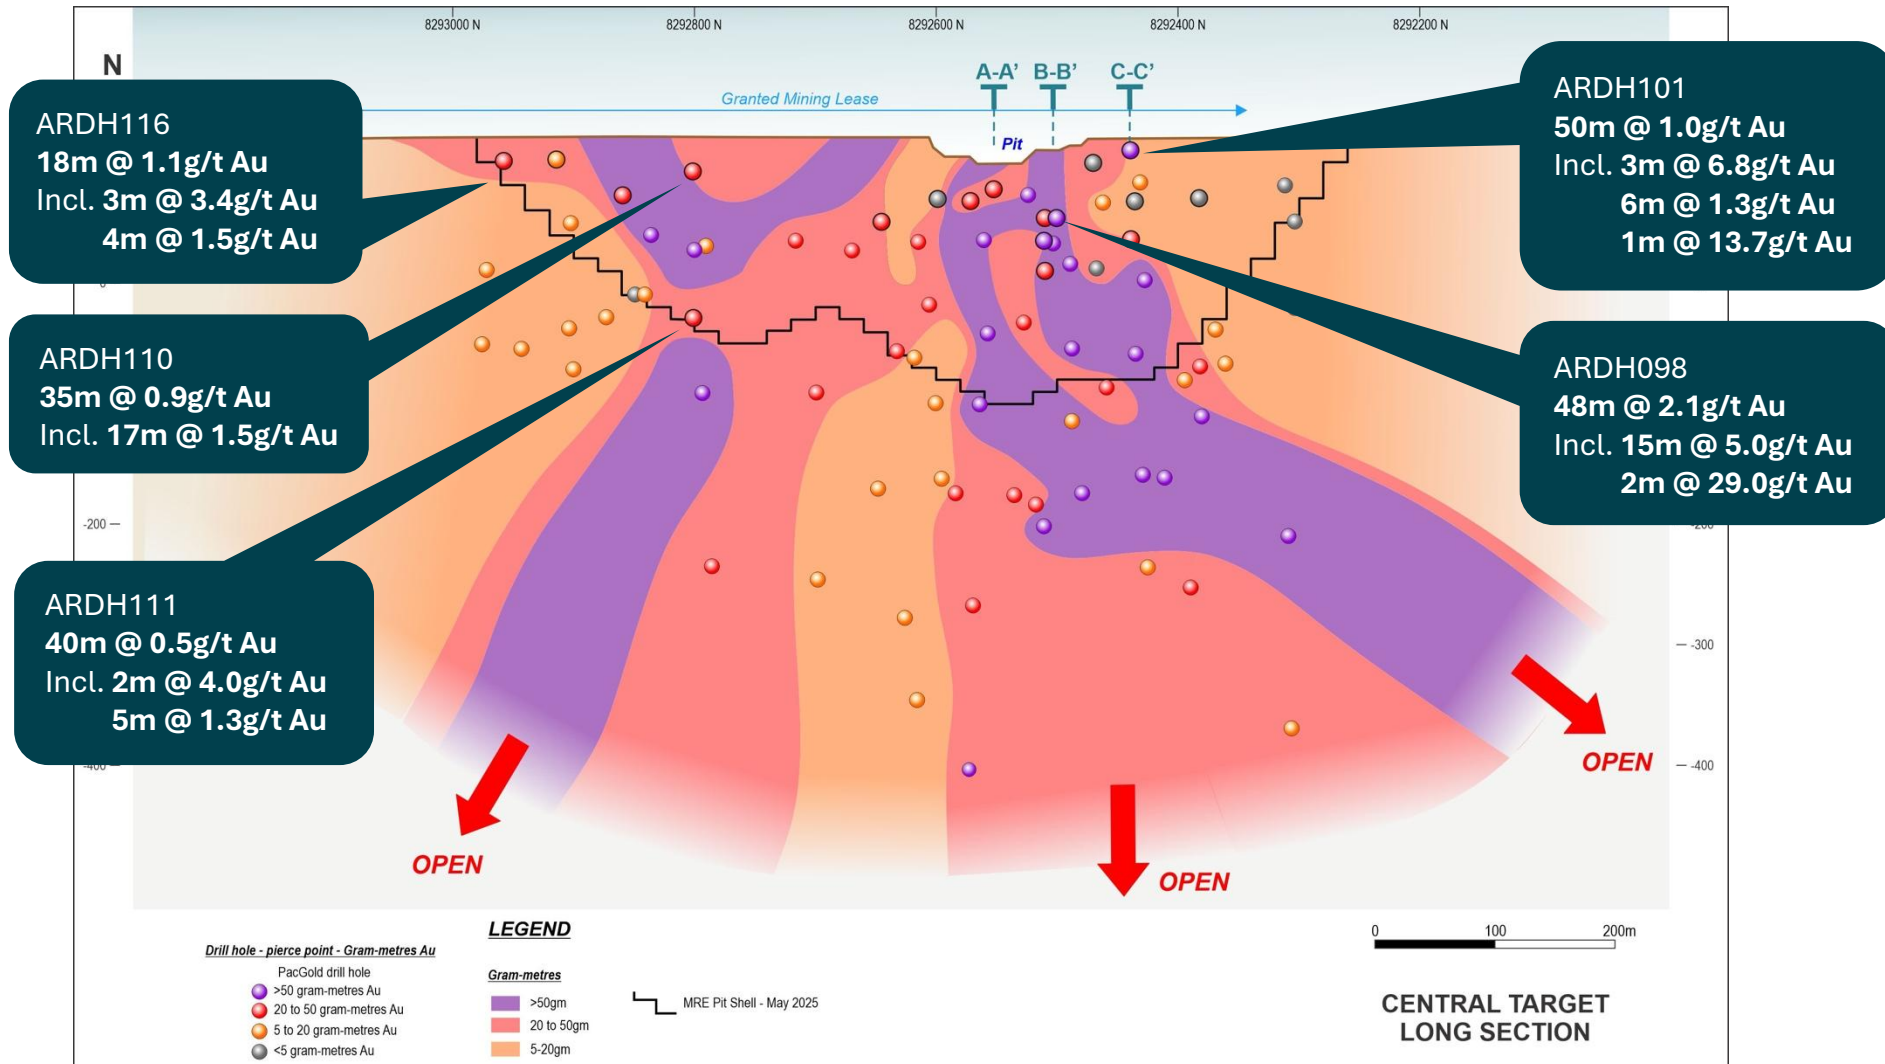 8293000 N
8292800 N
8292600 N
8292400 N
8292200 N
N
A-A’ B-B’ C-C’
Granted Mining Lease
Pit
ARDH116
18m @ 1.1g/t Au
Incl. 3m @ 3.4g/t Au
4m @ 1.5g/t Au
ARDH101
50m @ 1.0g/t Au
Incl. 3m @ 6.8g/t Au
6m @ 1.3g/t Au
1m @ 13.7g/t Au
ARDH110
35m @ 0.9g/t Au
Incl. 17m @ 1.5g/t Au
ARDH098
48m @ 2.1g/t Au
Incl. 15m @ 5.0g/t Au
2m @ 29.0g/t Au
ARDH111
40m @ 0.5g/t Au
Incl. 2m @ 4.0g/t Au
5m @ 1.3g/t Au
-200
-200
-300
-400
-400
OPEN
OPEN
OPEN
LEGEND
Drill hole - pierce point - Gram-metres Au
PacGold drill hole
>50 gram-metres Au
20 to 50 gram-metres Au
5 to 20 gram-metres Au
<5 gram-metres Au
Gram-metres
>50gm
20 to 50gm
5-20gm
MRE Pit Shell - May 2025
0 100 200m
CENTRAL TARGET
LONG SECTION